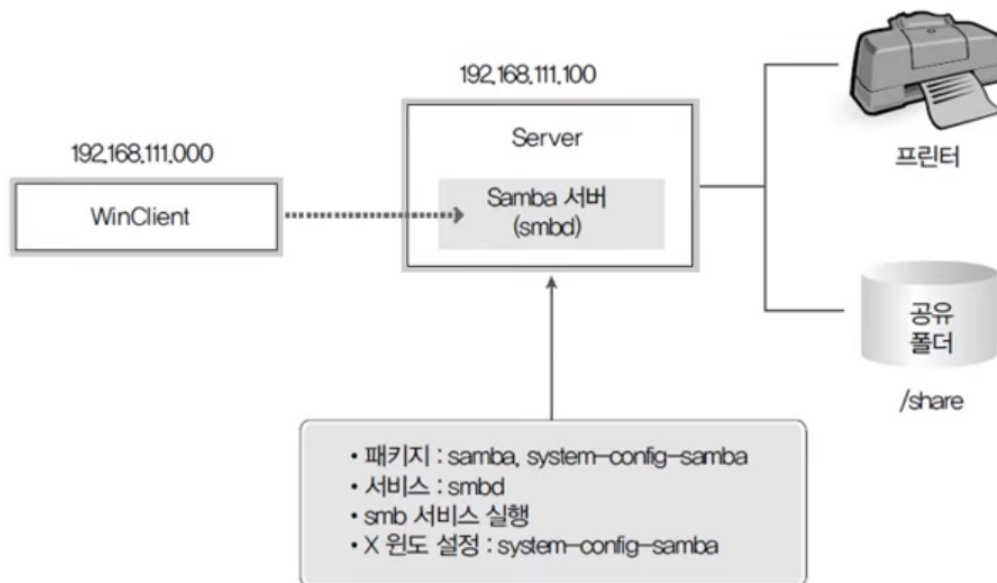 192.168.111.100
Server
Samba 서버
(smbd)
192.168.111.000
WinClient
프린터
공유
폴더
/share
• 패키지 : samba, system-config-samba
• 서비스 : smbd
• smb 서비스 실행
• X 윈도 설정 : system-config-samba